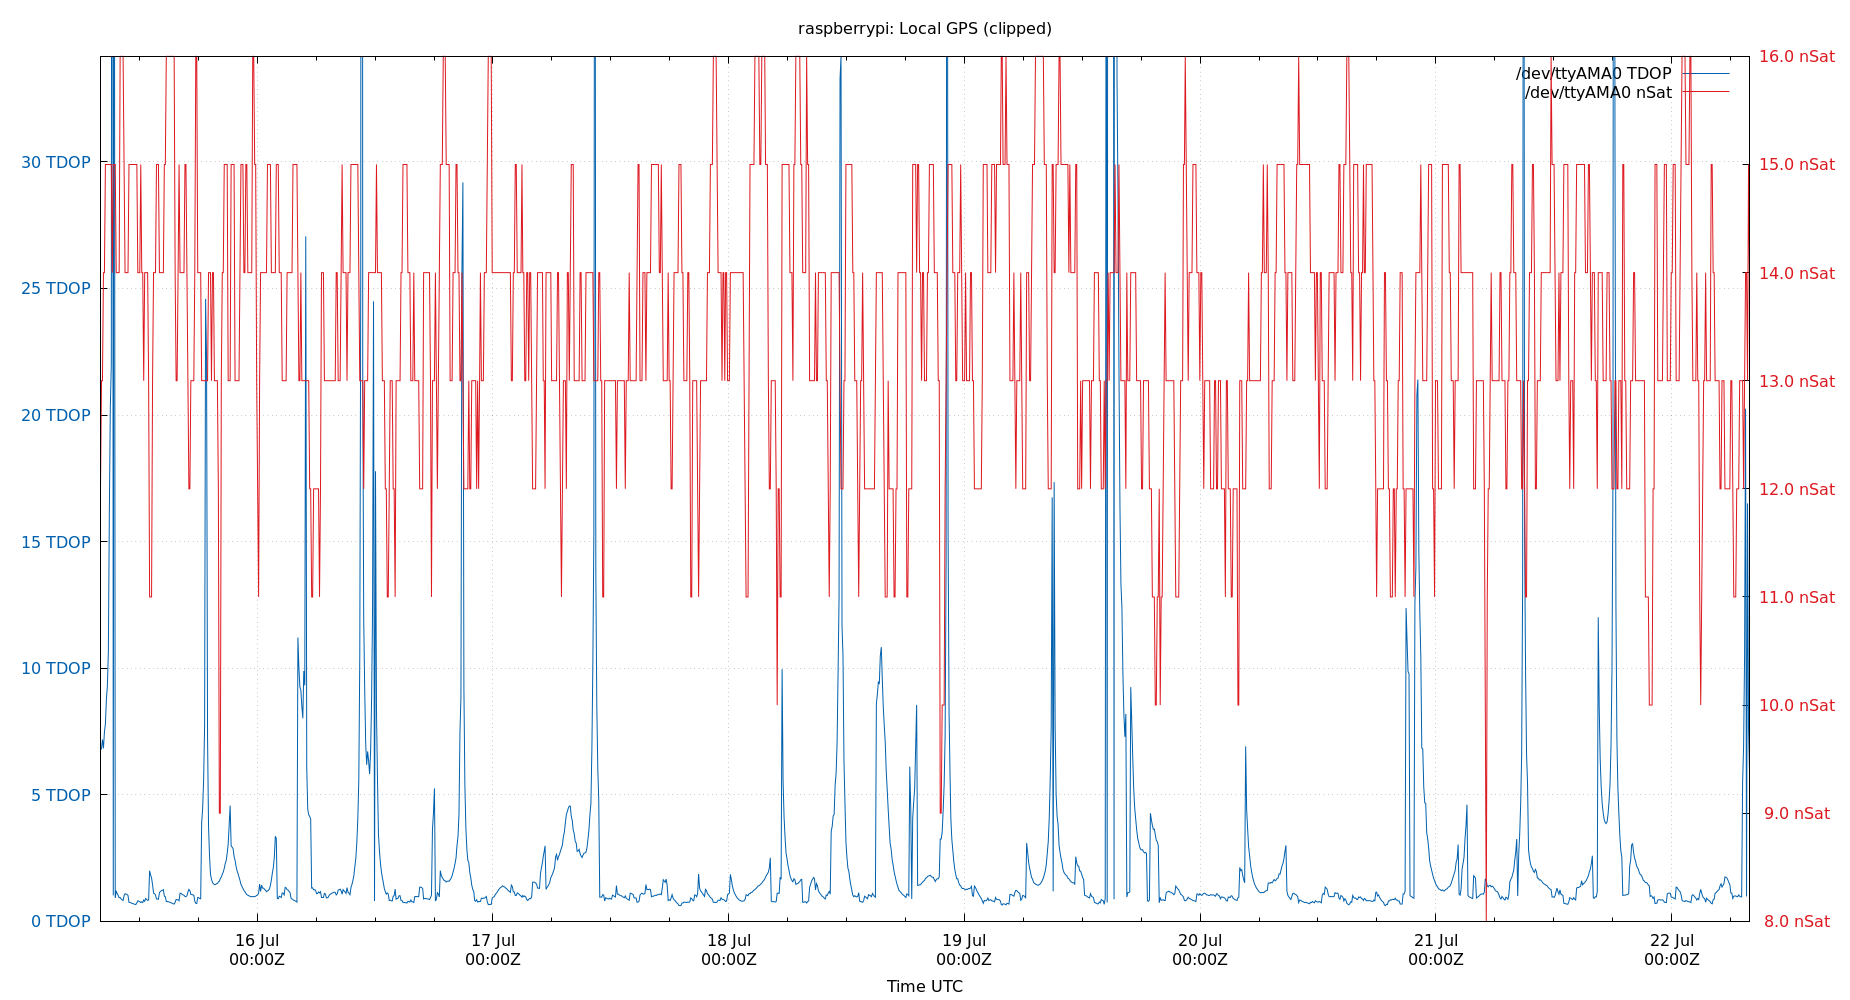 raspberrypi: Local GPS (clipped)
/dev/ttyAMA0 TDOP
/dev/ttyAMA0 nSat
30 TDOP
25 TDOP
20 TDOP
15 TDOP
10 TDOP
5 TDOP
0 TDOP
16.0 nSat
15.0 nSat
14.0 nSat
13.0 nSat
12.0 nSat
11.0 nSat
10.0 nSat
9.0 nSat
8.0 nSat
16 Jul
00:00Z
17 Jul
00:00Z
18 Jul
00:00Z
19 Jul
00:00Z
20 Jul
00:00Z
21 Jul
00:00Z
22 Jul
00:00Z
Time UTC